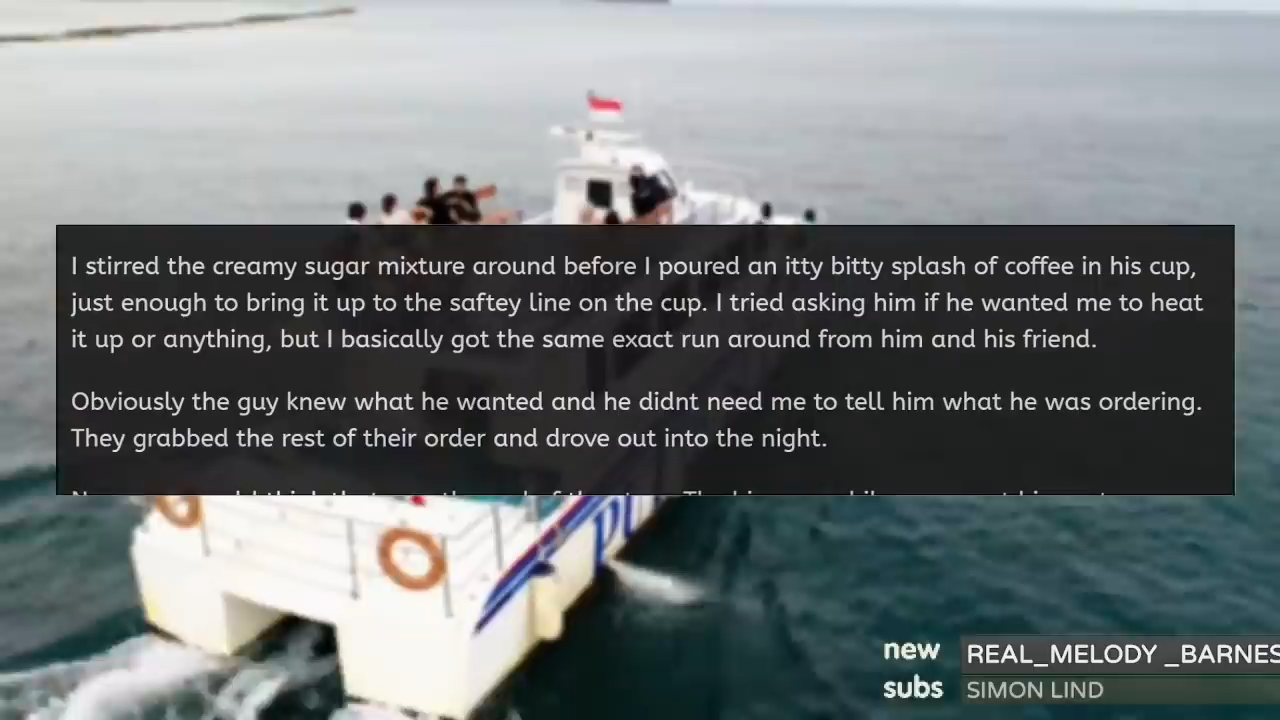 I stirred the creamy sugar mixture around before I poured an itty bitty splash of coffee in his cup,
just enough to bring it up to the saftey line on the cup. I tried asking him if he wanted me to heat
it up or anything, but I basically got the same exact run around from him and his friend.
Obviously the guy knew what he wanted and he didnt need me to tell him what he was ordering.
They grabbed the rest of their order and drove out into the night.
new REAL_MELODY _BARNES
subs SIMON LIND